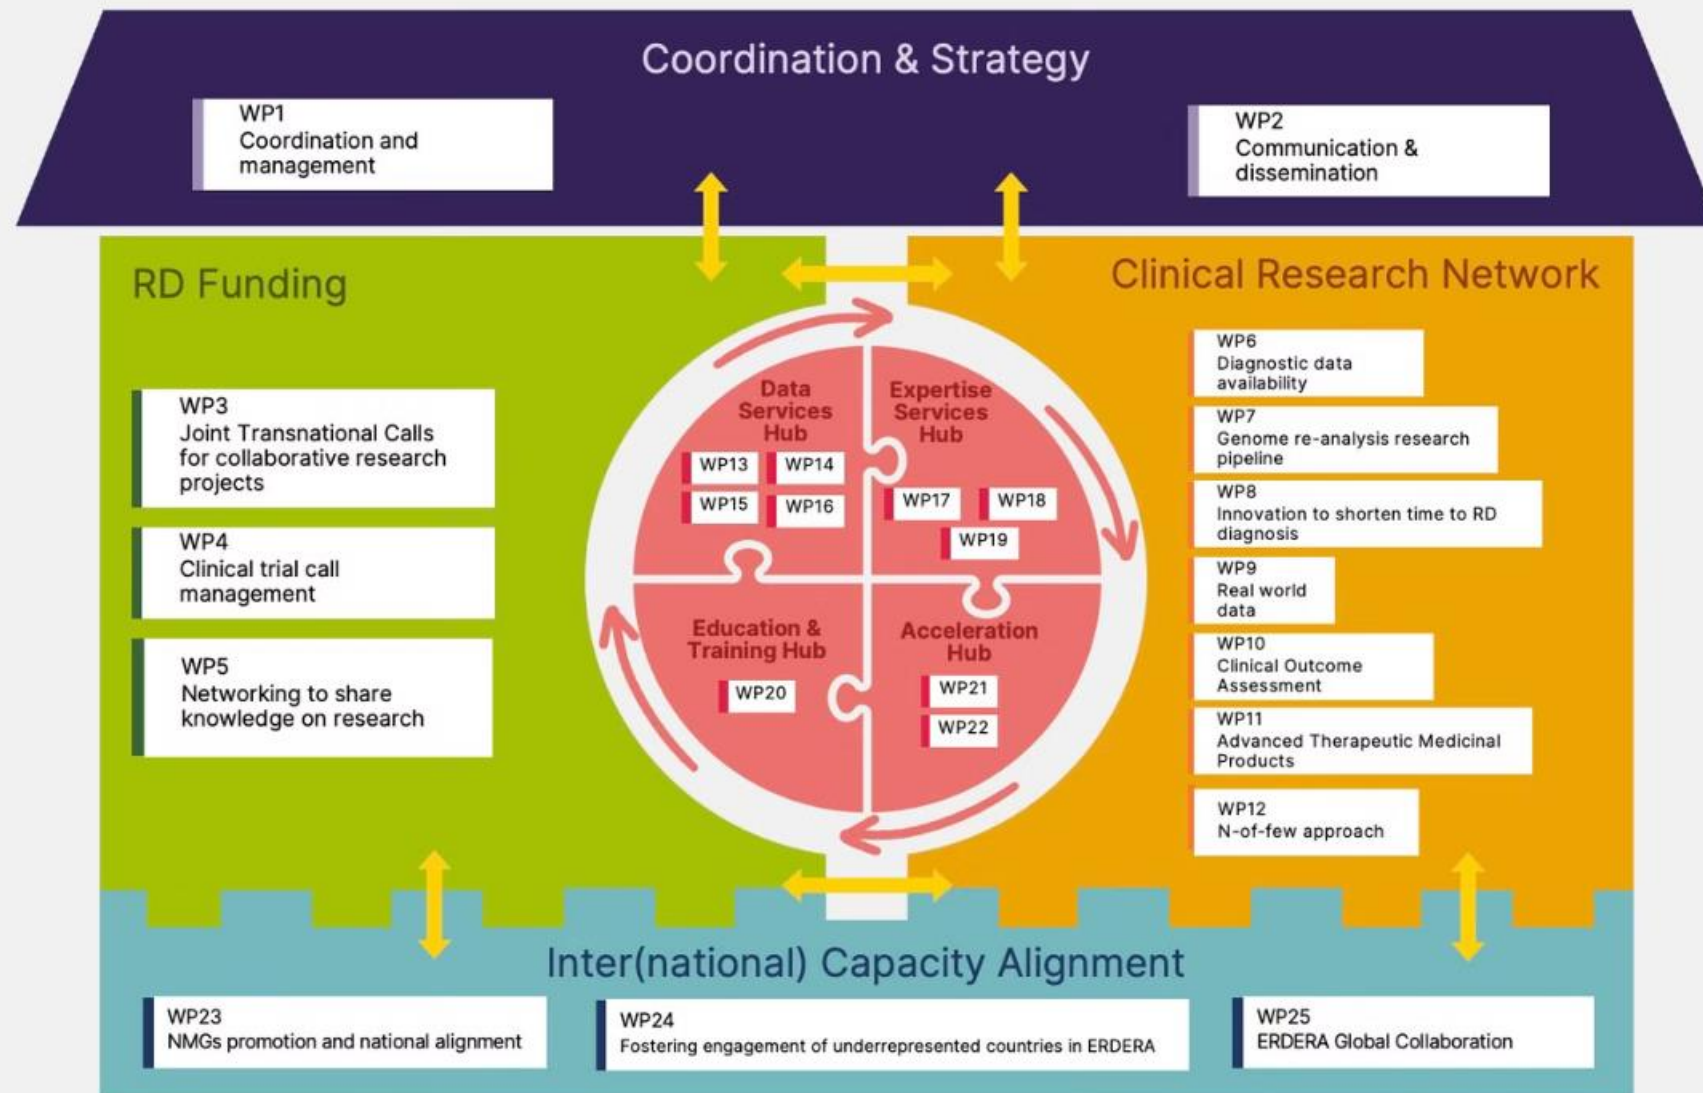 Coordination & Strategy
WP1
Coordination and
management
WP2
Communication &
dissemination
RD Funding
WP3
Joint Transnational Calls
for collaborative research
projects
WP4
Clinical trial call
management
WP5
Networking to share
knowledge on research
Data
Services
Hub
WP13
WP14
WP15
WP16
Expertise
Services
Hub
WP17
WP18
WP19
Education &
Training Hub
WP20
Acceleration
Hub
WP21
WP22
Clinical Research Network
WP6
Diagnostic data
availability
WP7
Genome re-analysis research
pipeline
WP8
Innovation to shorten time to RD
diagnosis
WP9
Real world
data
WP10
Clinical Outcome
Assessment
WP11
Advanced Therapeutic Medicinal
Products
WP12
N-of-few approach
Inter(national) Capacity Alignment
WP23
NMGs promotion and national alignment
WP24
Fostering engagement of underrepresented countries in ERDERA
WP25
ERDERA Global Collaboration